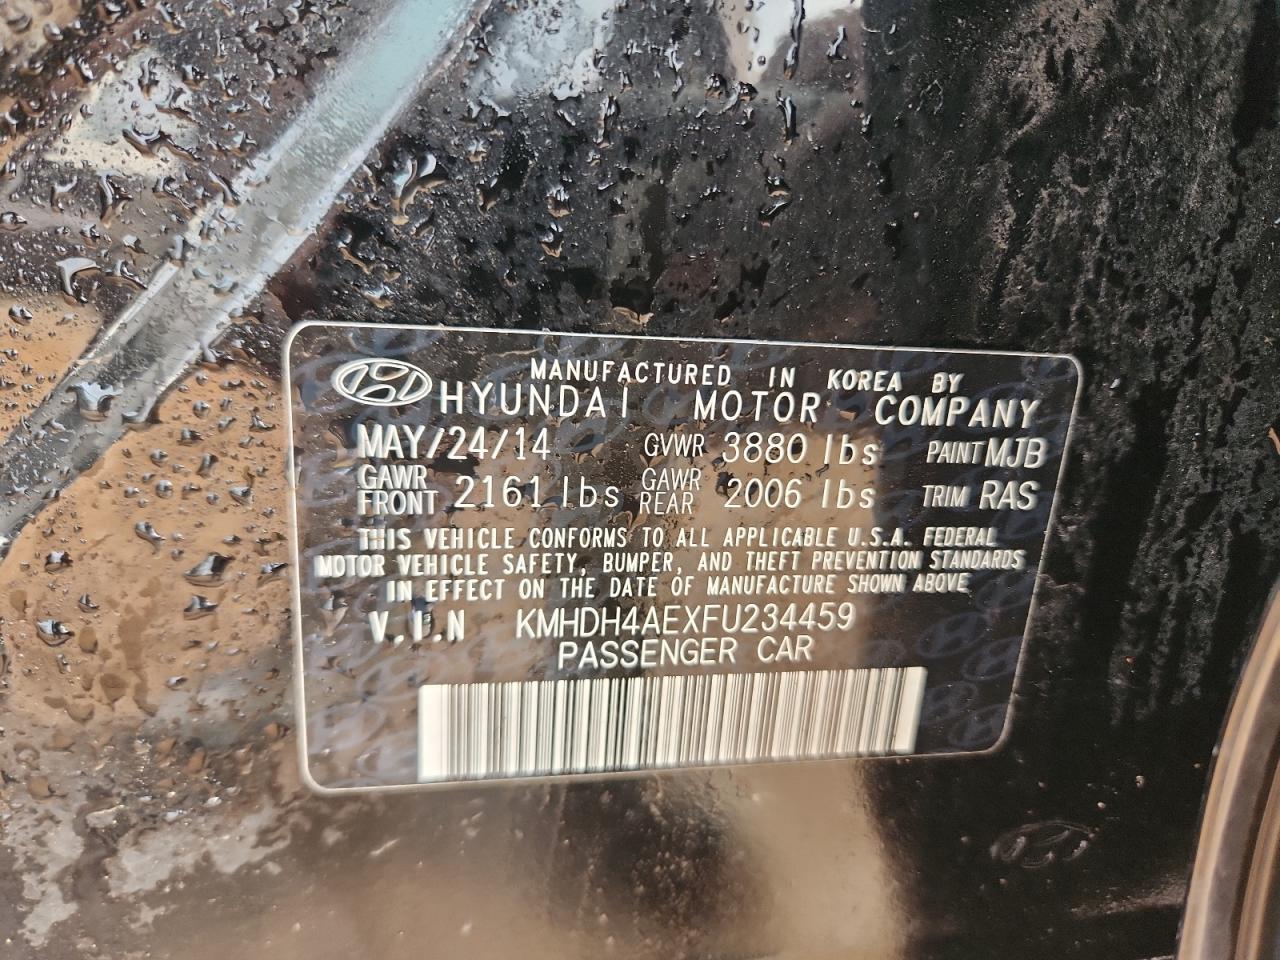 MANUFACTURED IN KOREA BY
HYUNDAI MOTOR COMPANY
MAY/24/14 GVWR 3880 lbs PAINT MJB
GAWR FRONT 2161 lbs GAWR REAR 2006 lbs TRIM RAS
THIS VEHICLE CONFORMS TO ALL APPLICABLE U.S.A. FEDERAL
MOTOR VEHICLE SAFETY, BUMPER, AND THEFT PREVENTION STANDARDS
IN EFFECT ON THE DATE OF MANUFACTURE SHOWN ABOVE
V.I.N KMHDH4AEXFU234459
PASSENGER CAR